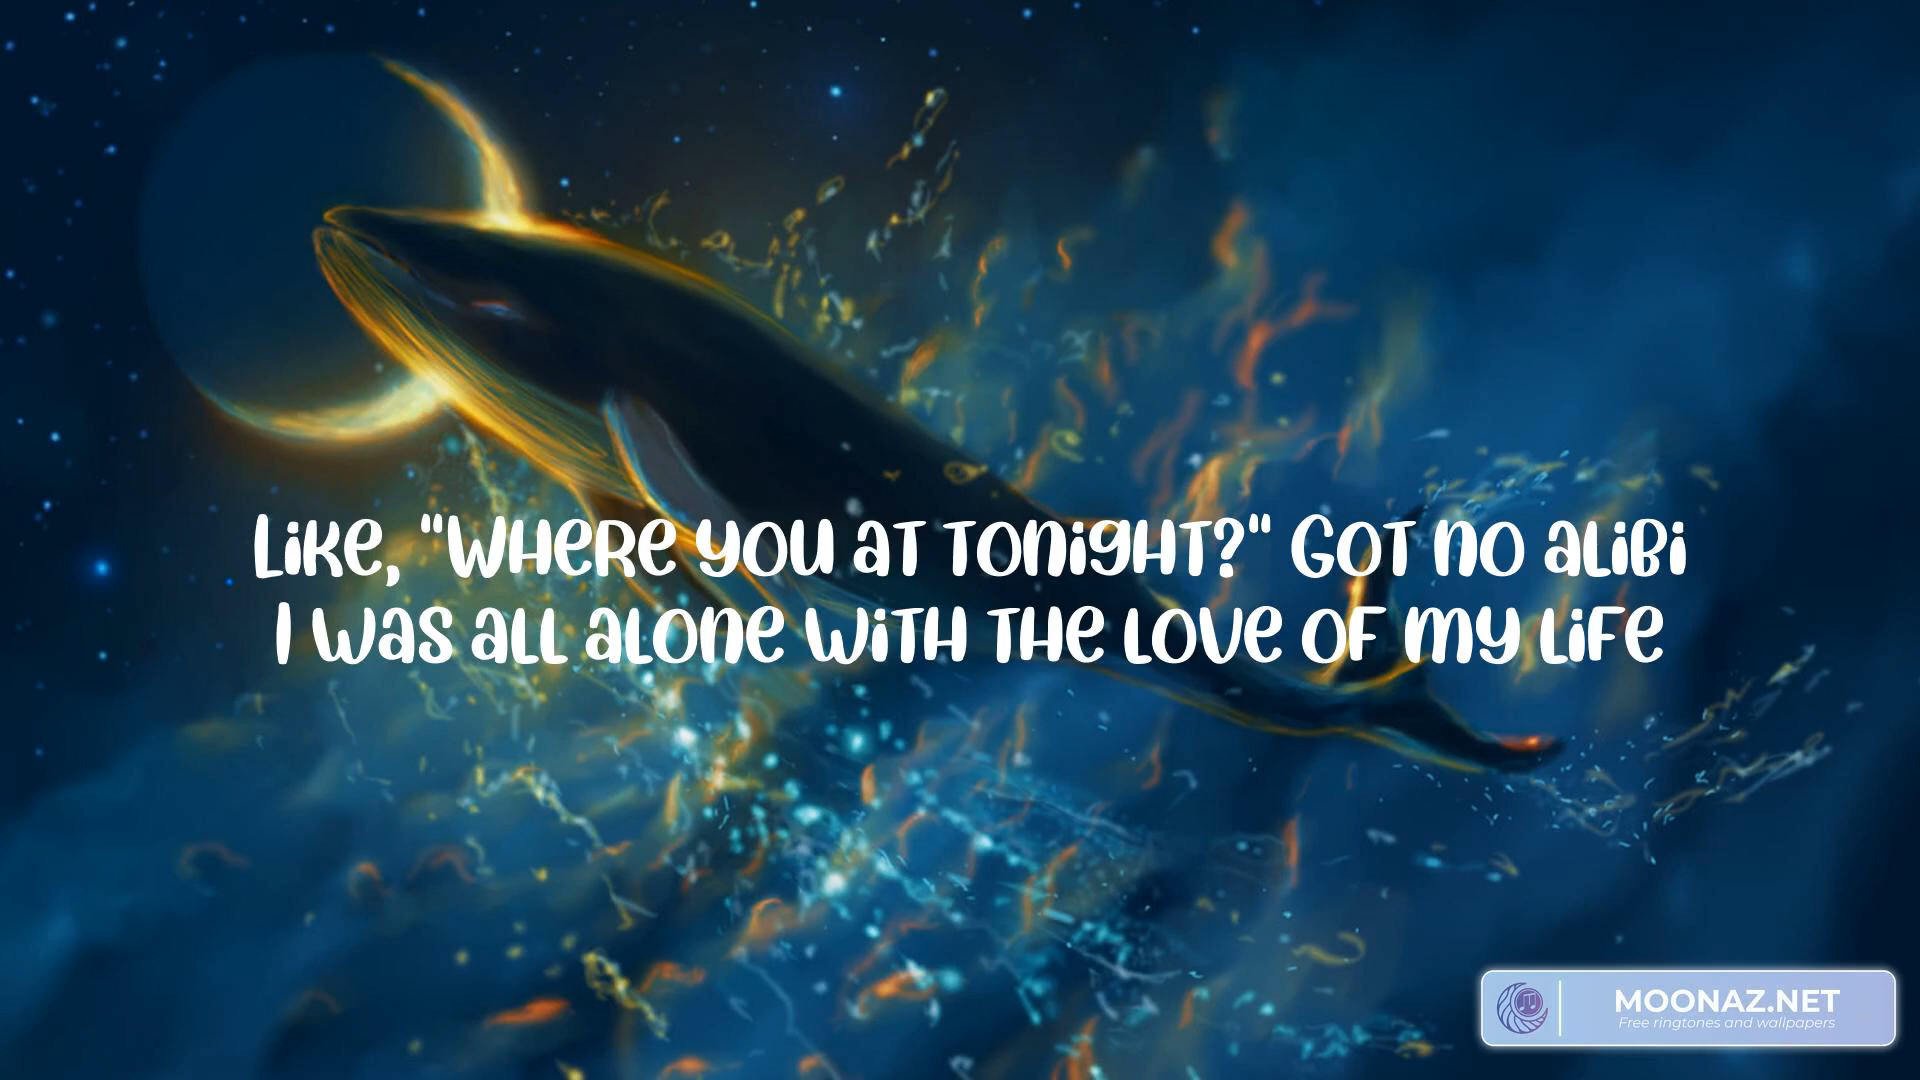 Like, "Where you at tonight?" Got no alibi
I was all alone with the love of my life
MOONAZ.NET
Free ringtones and wallpapers